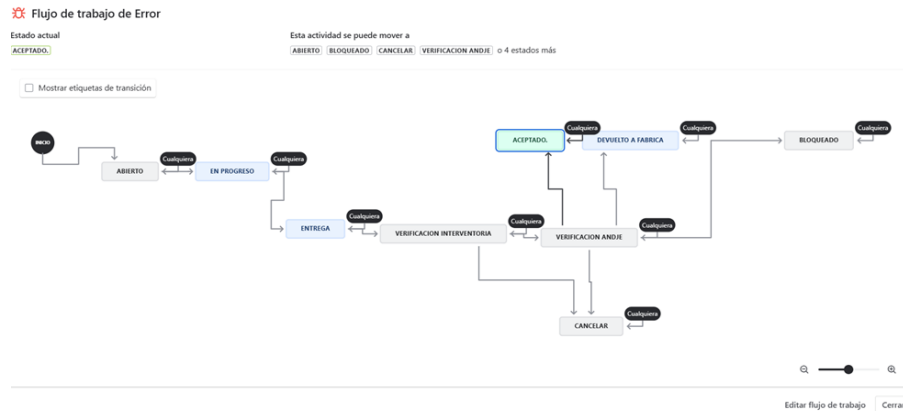 Flujo de trabajo de Error
Estado actual
ACEPTADO.
Esta actividad se puede mover a
ABIERTO BLOQUEADO CANCELAR VERIFICACION ANDJE o 4 estados más
Mostrar etiquetas de transición
INICIO
ABIERTO
Cualquiera
EN PROGRESO
Cualquiera
ENTREGA
Cualquiera
VERIFICACION INTERVENTORIA
Cualquiera
VERIFICACION ANDJE
Cualquiera
ACEPTADO.
Cualquiera
DEVUELTO A FABRICA
Cualquiera
BLOQUEADO
Cualquiera
CANCELAR
Cualquiera
Editar flujo de trabajo
Cerrar